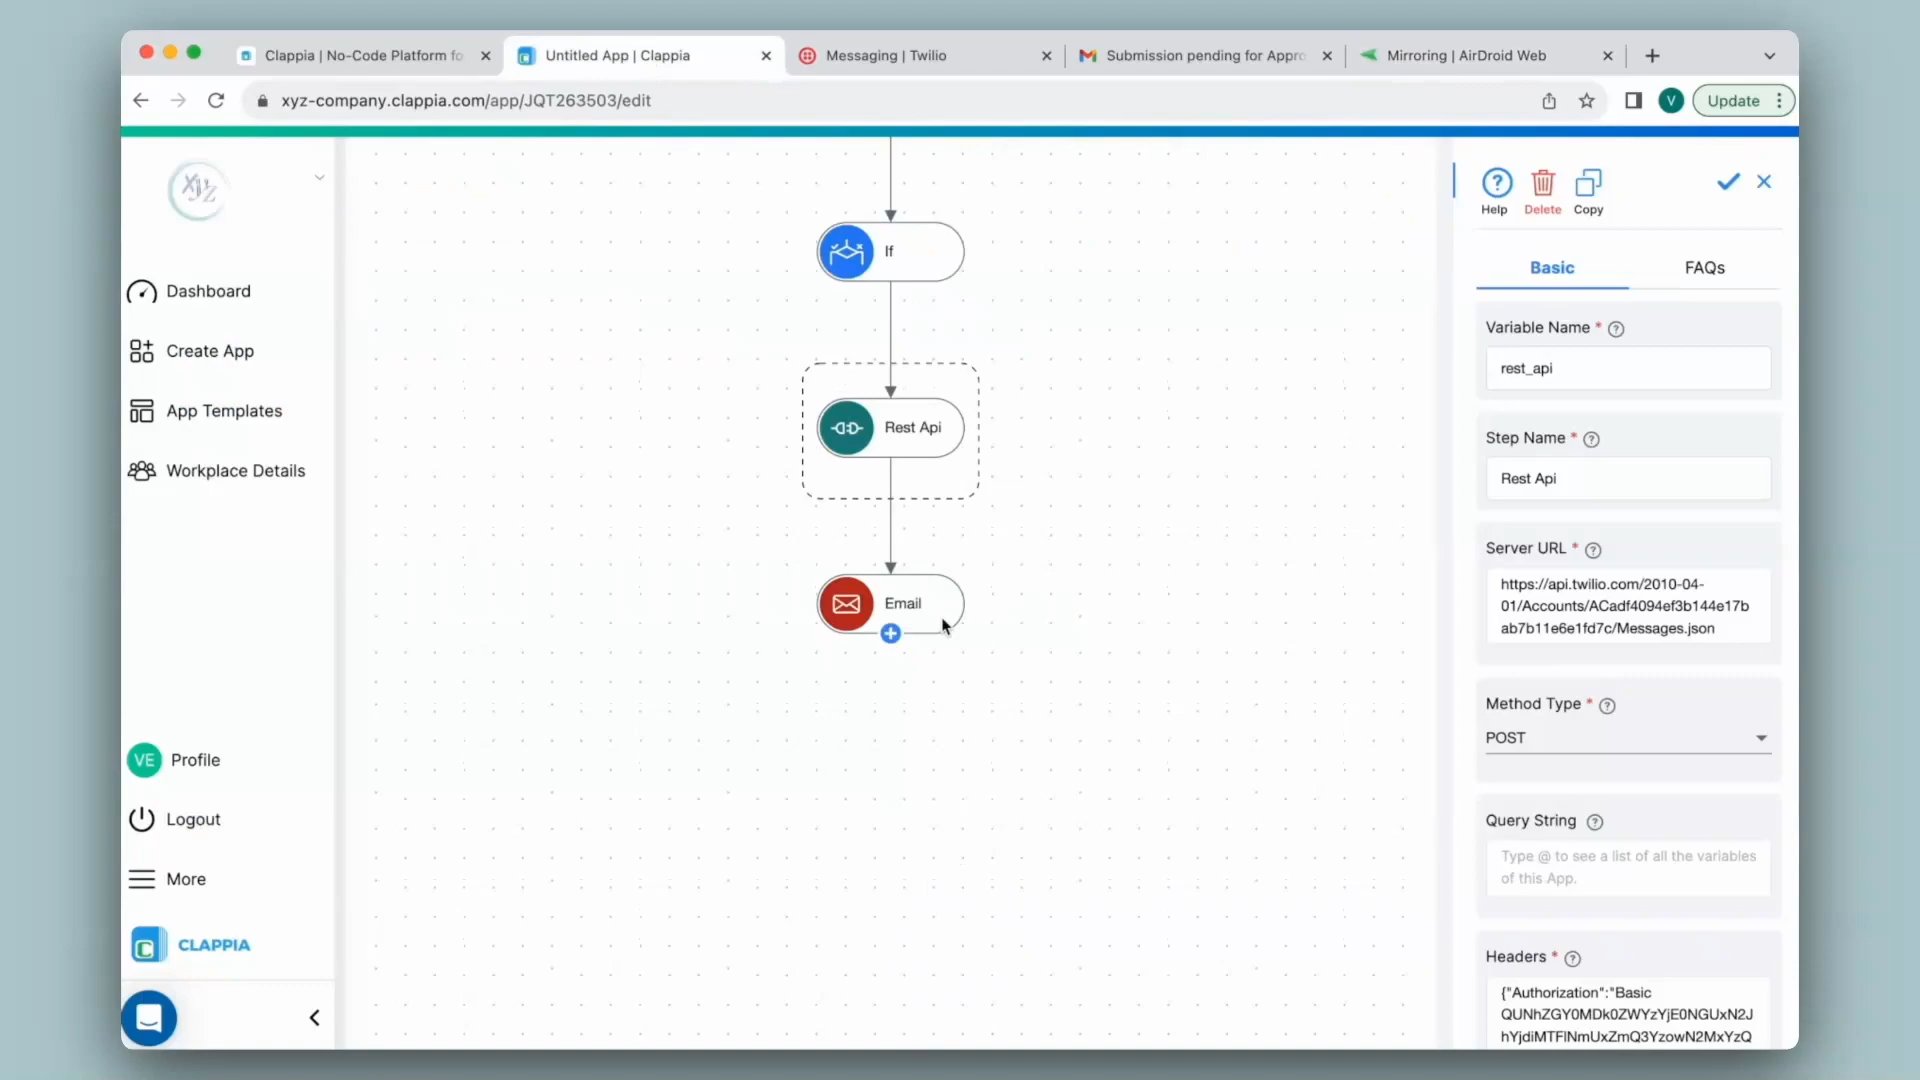 Clappia | No-Code Platform fo
Untitled App | Clappia
Messaging | Twilio
Submission pending for Appro
Mirroring | AirDroid Web
xyz-company.clappia.com/app/JQT263503/edit
V
Update
xyz
Dashboard
Create App
App Templates
Workplace Details
VE
Profile
Logout
More
CLAPPIA
If
Rest Api
Email
Help
Delete
Copy
Basic
FAQs
Variable Name *
rest_api
Step Name *
Rest Api
Server URL *
https://api.twilio.com/2010-04-
01/Accounts/ACadf4094ef3b144e17b
ab7b11e6e1fd7c/Messages.json
Method Type *
POST
Query String
Type @ to see a list of all the variables
of this App.
Headers *
{"Authorization":"Basic
QUNhZGY0MDk0ZWYzYjE0NGUxN2J
hYjdiMTFlNmUxZmQ3YzowN2MxYzQ